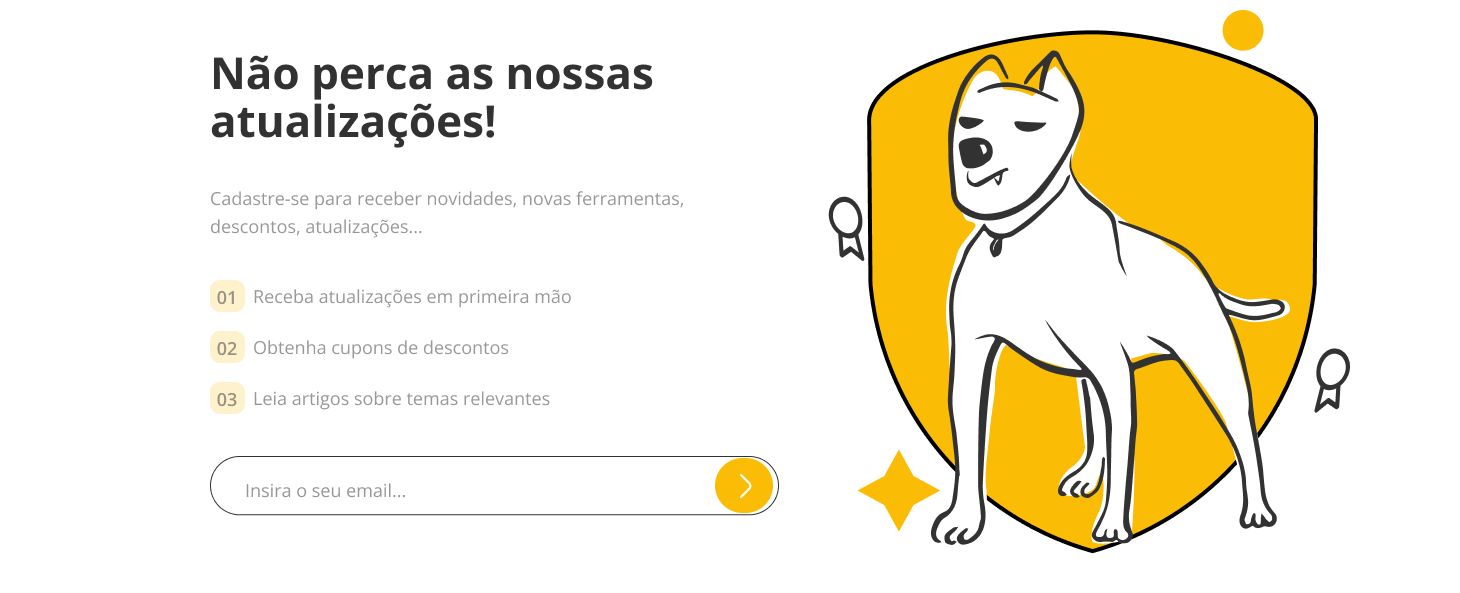 Não perca as nossas
atualizações!
Cadastre-se para receber novidades, novas ferramentas,
descontos, atualizações...
01 Receba atualizações em primeira mão
02 Obtenha cupons de descontos
03 Leia artigos sobre temas relevantes
Insira o seu email...